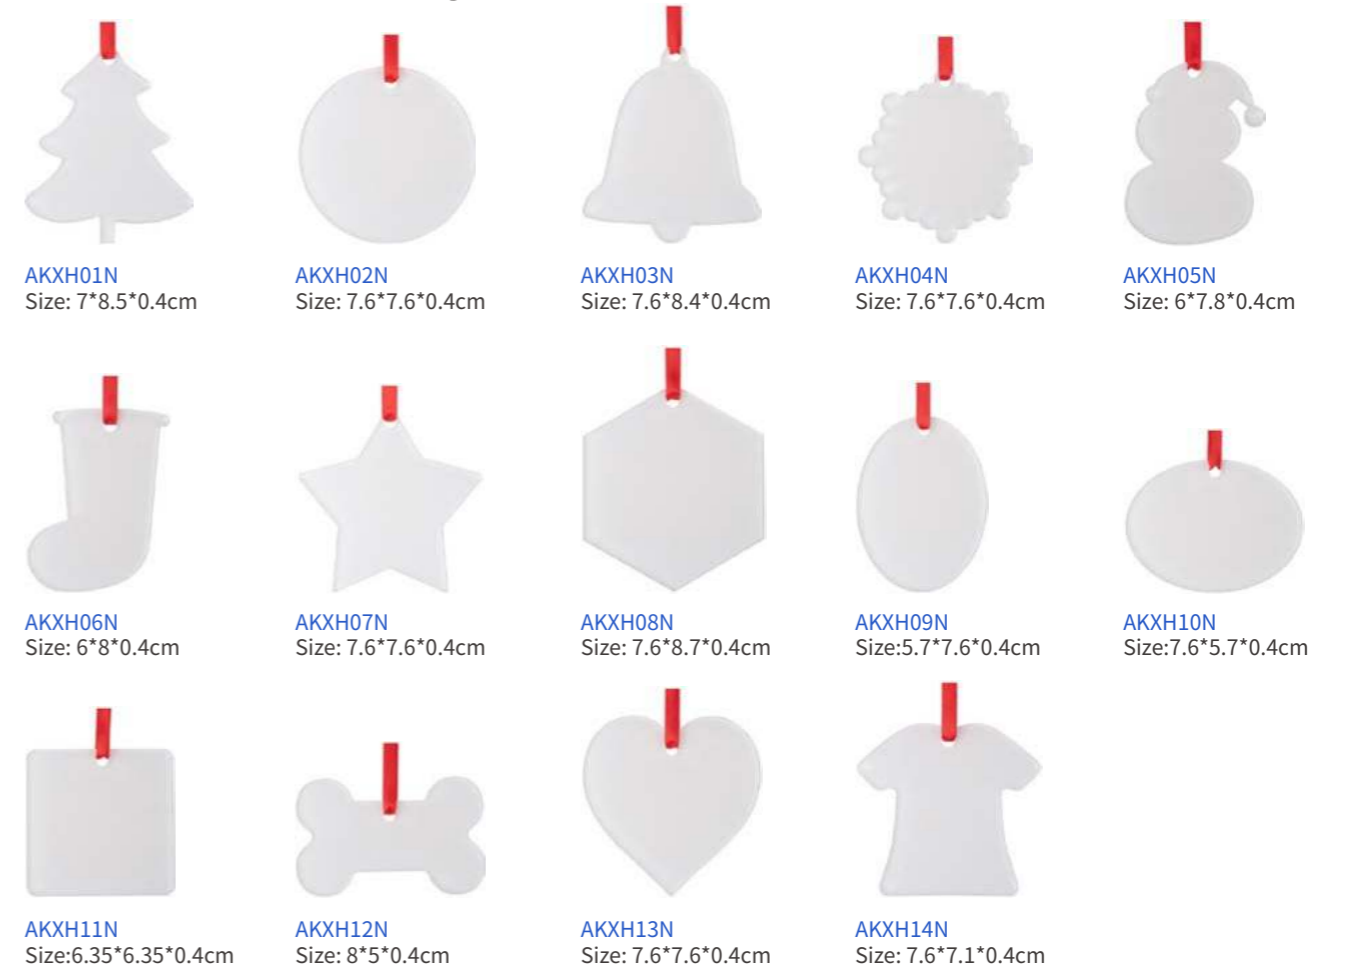 AKXH01N
Size: 7*8.5*0.4cm
AKXH02N
Size: 7.6*7.6*0.4cm
AKXH03N
Size: 7.6*8.4*0.4cm
AKXH04N
Size: 7.6*7.6*0.4cm
AKXH05N
Size: 6*7.8*0.4cm
AKXH06N
Size: 6*8*0.4cm
AKXH07N
Size: 7.6*7.6*0.4cm
AKXH08N
Size: 7.6*8.7*0.4cm
AKXH09N
Size:5.7*7.6*0.4cm
AKXH10N
Size:7.6*5.7*0.4cm
AKXH11N
Size:6.35*6.35*0.4cm
AKXH12N
Size: 8*5*0.4cm
AKXH13N
Size: 7.6*7.6*0.4cm
AKXH14N
Size: 7.6*7.1*0.4cm